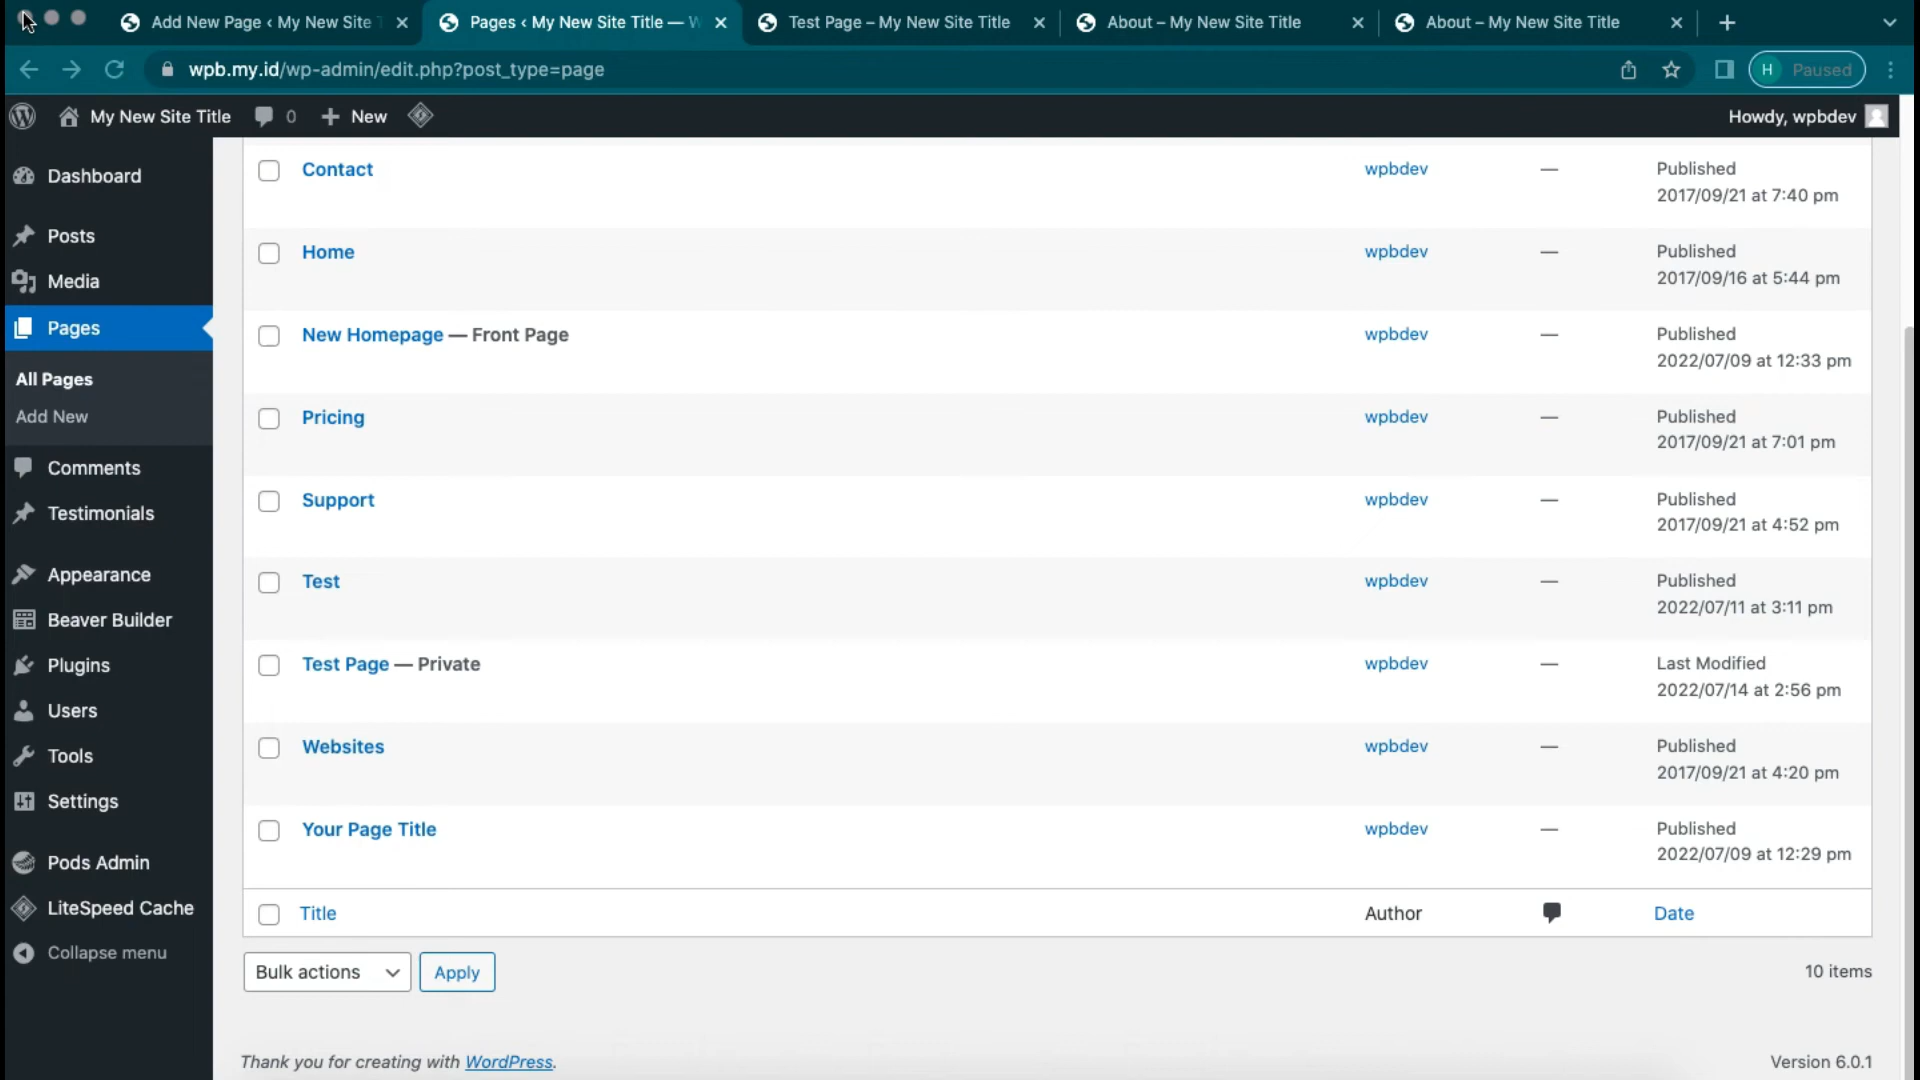 Add New Page ‹ My New Site T
Pages ‹ My New Site Title — W
Test Page – My New Site Title
About – My New Site Title
About – My New Site Title
wpb.my.id/wp-admin/edit.php?post_type=page
H Paused
My New Site Title
0
New
Howdy, wpbdev
Dashboard
Posts
Media
Pages
All Pages
Add New
Comments
Testimonials
Appearance
Beaver Builder
Plugins
Users
Tools
Settings
Pods Admin
LiteSpeed Cache
Collapse menu
Contact wpbdev — Published
2017/09/21 at 7:40 pm
Home wpbdev — Published
2017/09/16 at 5:44 pm
New Homepage — Front Page wpbdev — Published
2022/07/09 at 12:33 pm
Pricing wpbdev — Published
2017/09/21 at 7:01 pm
Support wpbdev — Published
2017/09/21 at 4:52 pm
Test wpbdev — Published
2022/07/11 at 3:11 pm
Test Page — Private wpbdev — Last Modified
2022/07/14 at 2:56 pm
Websites wpbdev — Published
2017/09/21 at 4:20 pm
Your Page Title wpbdev — Published
2022/07/09 at 12:29 pm
Title Author Date
Bulk actions Apply 10 items
Thank you for creating with WordPress. Version 6.0.1